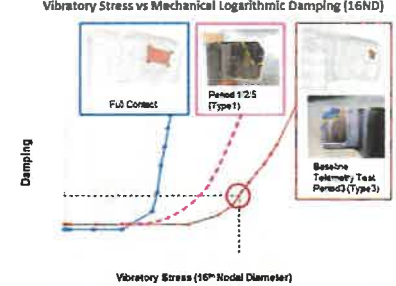 Vibratory Stress vs Mechanical Logarithmic Damping (16ND)
Full Contact
Period 1/2/5
(Type1)
Baseline
Telemetry Test
Period3 (Type3)
Damping
Vibratory Stress (16th Nodal Diameter)